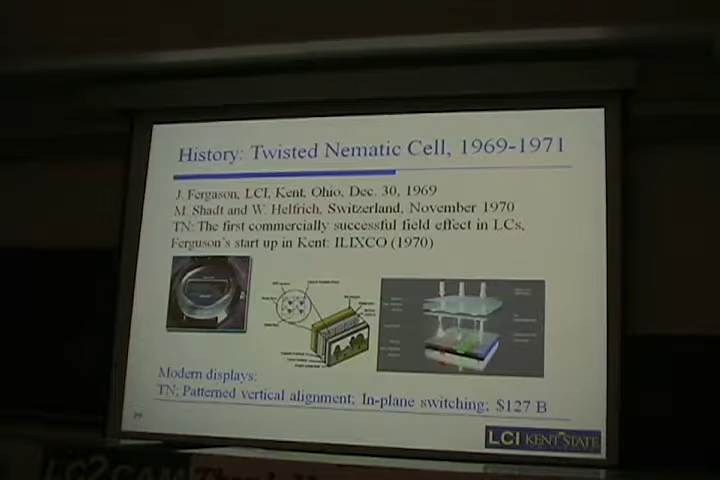 History: Twisted Nematic Cell, 1969-1971
J. Fergason, LCI, Kent, Ohio, Dec. 30, 1969
M. Shadt and W. Helfrich, Switzerland, November 1970
TN: The first commercially successful field effect in LCs,
Ferguson's start up in Kent: ILIXCO (1970)
Modern displays:
TN; Patterned vertical alignment; In-plane switching; $127 B
LCI KENT STATE